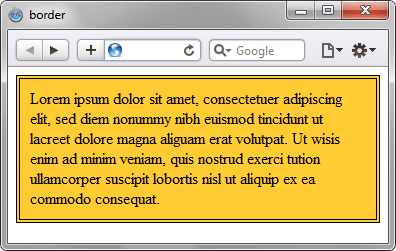 border
Google
Lorem ipsum dolor sit amet, consectetuer adipiscing
elit, sed diem nonummy nibh euismod tincidunt ut
lacreet dolore magna aliguam erat volutpat. Ut wisis
enim ad minim veniam, quis nostrud exerci tution
ullamcorper suscipit lobortis nisl ut aliquip ex ea
commodo consequat.